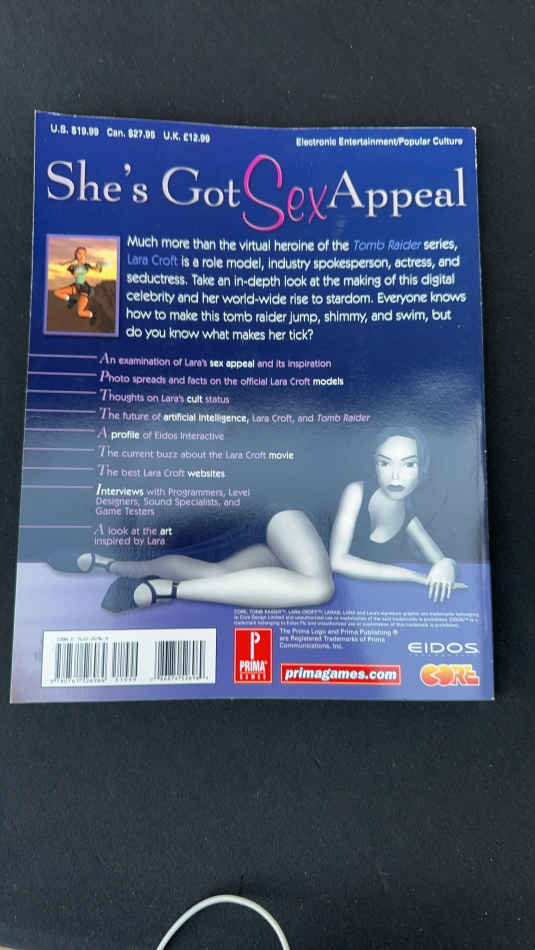 U.S. $19.99 Can. $27.95 U.K. £12.99
Electronic Entertainment/Popular Culture
She's Got Sex Appeal
Much more than the virtual heroine of the Tomb Raider series,
Lara Croft is a role model, industry spokesperson, actress, and
seductress. Take an in-depth look at the making of this digital
celebrity and her world-wide rise to stardom. Everyone knows
how to make this tomb raider jump, shimmy, and swim, but
do you know what makes her tick?
An examination of Lara's sex appeal and its inspiration
Photo spreads and facts on the official Lara Croft models
Thoughts on Lara's cult status
The future of artificial intelligence, Lara Croft, and Tomb Raider
A profile of Eidos Interactive
The current buzz about the Lara Croft movie
The best Lara Croft websites
Interviews with Programmers, Level
Designers, Sound Specialists, and
Game Testers
A look at the art
inspired by Lara
The Prima Logo and Prima Publishing ®
are Registered Trademarks of Prima
Communications, Inc.
P
PRIMA
GAMES
primagames.com
EIDOS
CORE